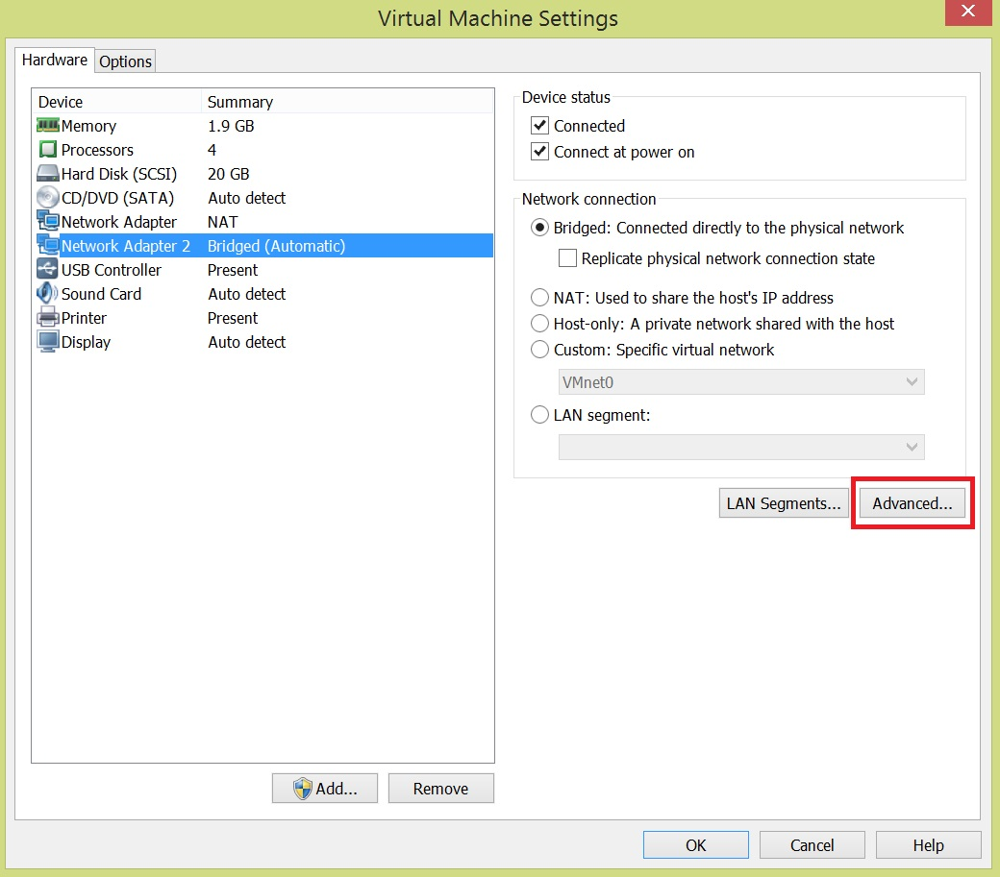 Virtual Machine Settings
Hardware Options
Device Summary
Memory 1.9 GB
Processors 4
Hard Disk (SCSI) 20 GB
CD/DVD (SATA) Auto detect
Network Adapter NAT
Network Adapter 2 Bridged (Automatic)
USB Controller Present
Sound Card Auto detect
Printer Present
Display Auto detect
Add... Remove
Device status
Connected
Connect at power on
Network connection
Bridged: Connected directly to the physical network
Replicate physical network connection state
NAT: Used to share the host's IP address
Host-only: A private network shared with the host
Custom: Specific virtual network
VMnet0
LAN segment:
LAN Segments... Advanced...
OK Cancel Help